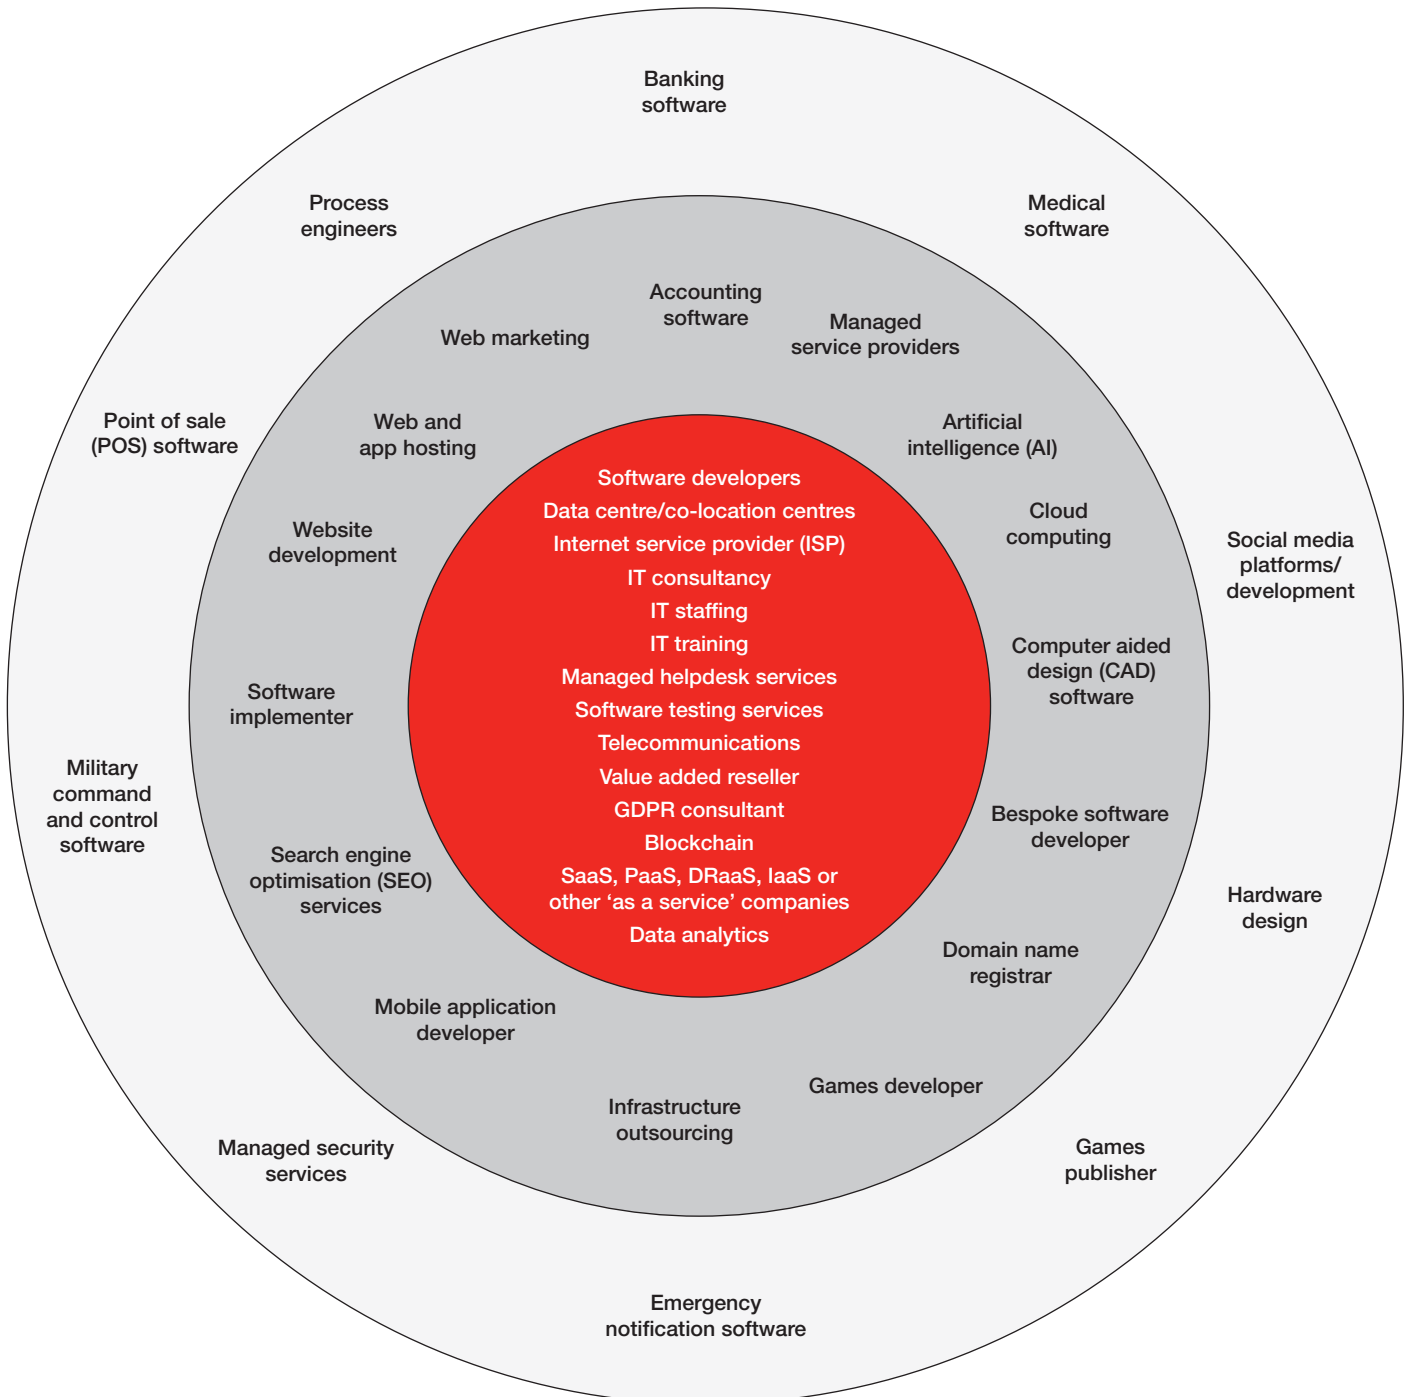 Banking
software
Process
engineers
Medical
software
Accounting
software
Managed
service providers
Web marketing
Point of sale
(POS) software
Web and
app hosting
Artificial
intelligence (AI)
Software developers
Data centre/co-location centres
Internet service provider (ISP)
IT consultancy
IT staffing
IT training
Managed helpdesk services
Software testing services
Telecommunications
Value added reseller
GDPR consultant
Blockchain
SaaS, PaaS, DRaaS, IaaS or
other ‘as a service’ companies
Data analytics
Website
development
Cloud
computing
Social media
platforms/
development
Computer aided
design (CAD)
software
Software
implementer
Military
command
and control
software
Bespoke software
developer
Search engine
optimisation (SEO)
services
Hardware
design
Domain name
registrar
Mobile application
developer
Games developer
Infrastructure
outsourcing
Managed security
services
Games
publisher
Emergency
notification software